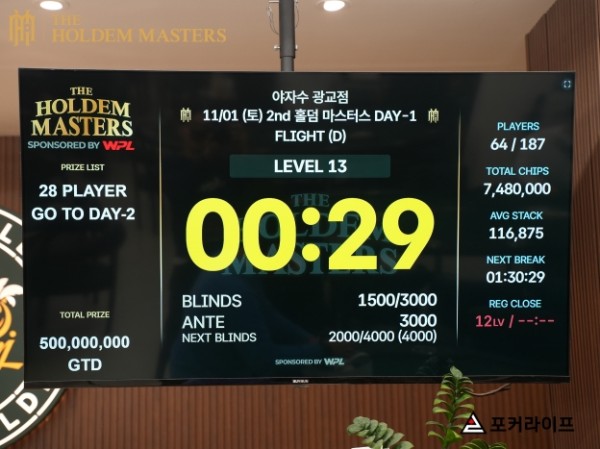 THE
HOLDEM MASTERS
THE
HOLDEM
MASTERS
SPONSORED BY WPL
PRIZE LIST
28 PLAYER
GO TO DAY-2
TOTAL PRIZE
500,000,000
GTD
야자수 광교점
11/01 (토) 2nd 홀덤 마스터스 DAY-1
FLIGHT (D)
LEVEL 13
THE
HOLDEM
MASTERS
00:29
BLINDS 1500/3000
ANTE 3000
NEXT BLINDS 2000/4000 (4000)
SPONSORED BY WPL
PLAYERS
64 / 187
TOTAL CHIPS
7,480,000
AVG STACK
116,875
NEXT BREAK
01:30:29
REG CLOSE
12LV / --:--
포커라이프